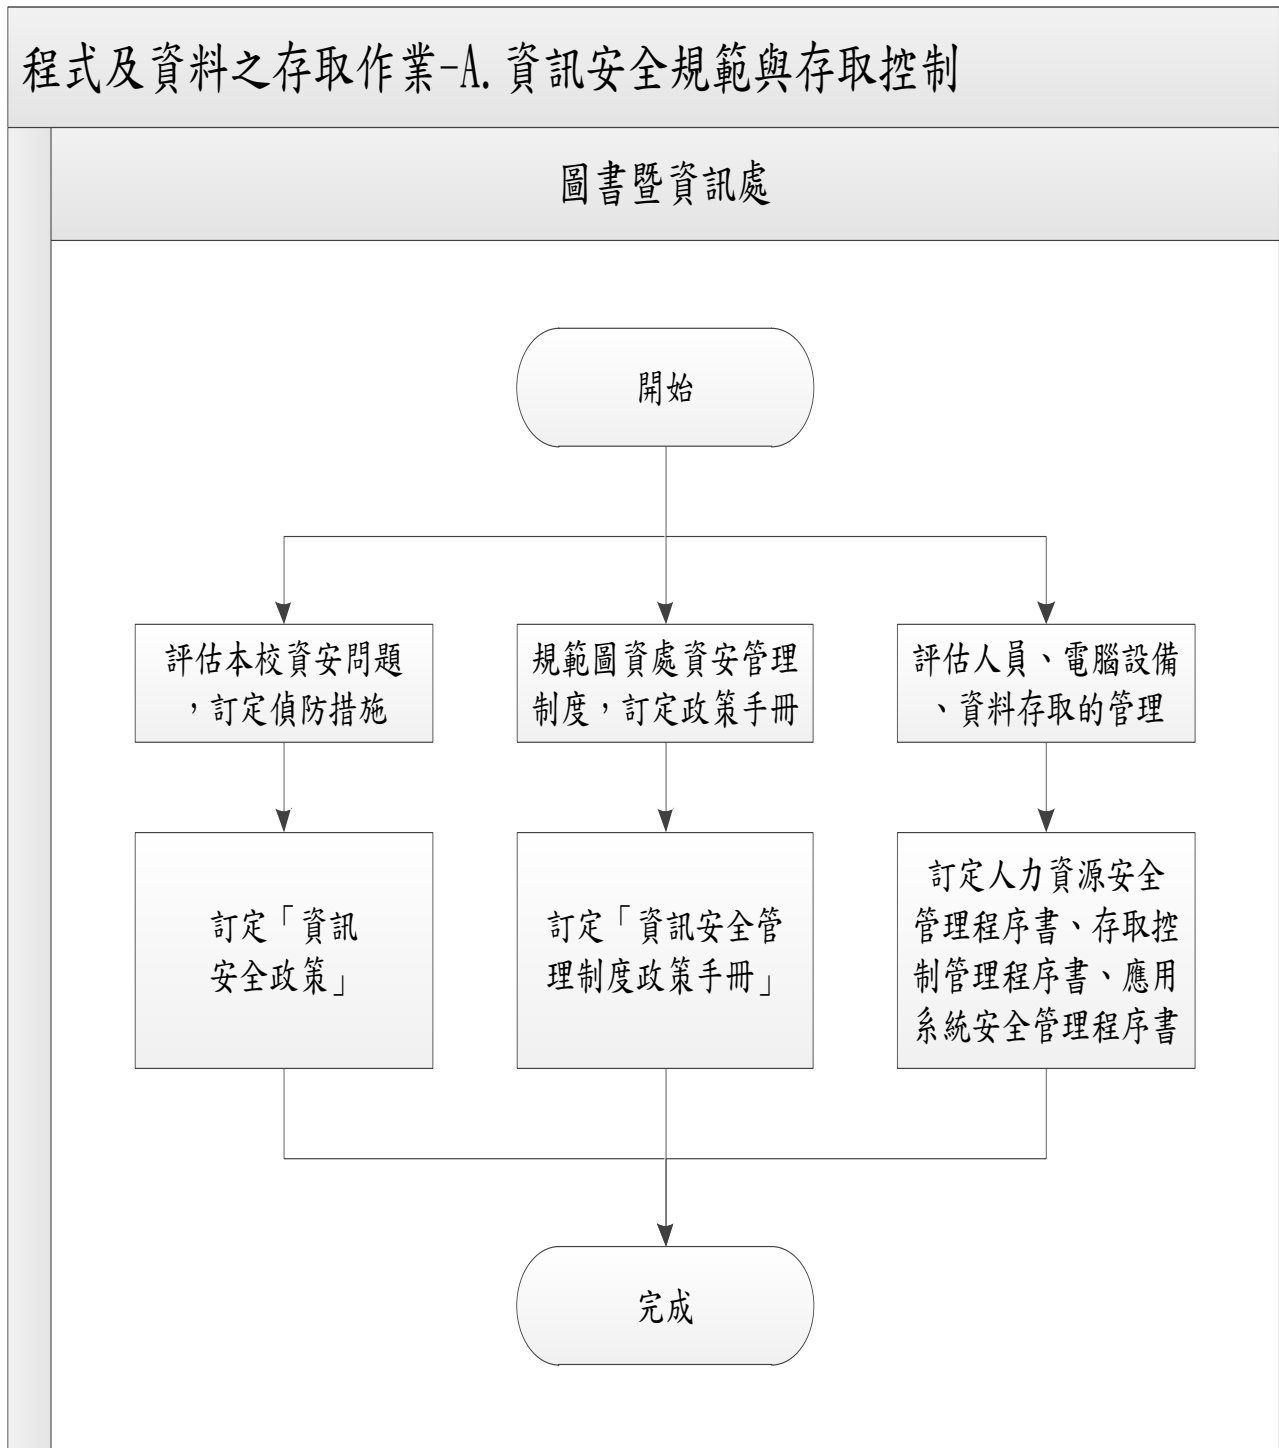 程式及資料之存取作業-A.資訊安全規範與存取控制
圖書暨資訊處
開始
評估本校資安問題
，訂定偵防措施
規範圖資處資安管理
制度，訂定政策手冊
評估人員、電腦設備
、資料存取的管理
訂定「資訊
安全政策」
訂定「資訊安全管
理制度政策手冊」
訂定人力資源安全
管理程序書、存取控
制管理程序書、應用
系統安全管理程序書
完成